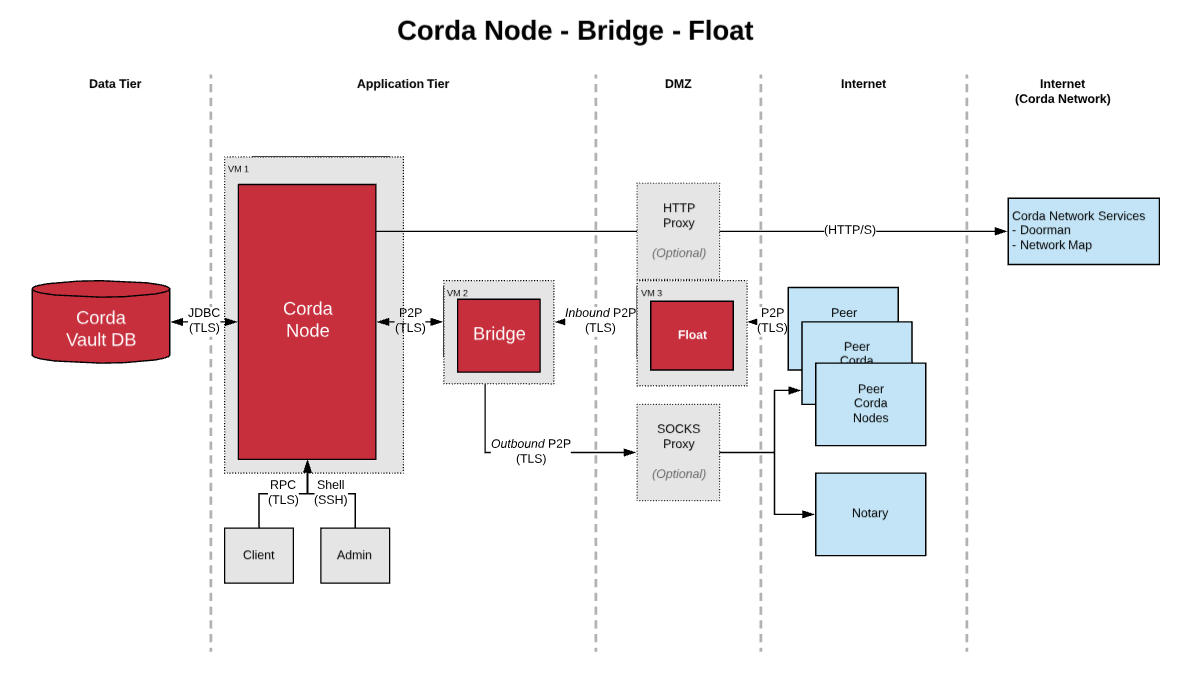 Corda Node - Bridge - Float
Data Tier
Application Tier
DMZ
Internet
Internet
(Corda Network)
VM 1
HTTP
Proxy
(Optional)
(HTTP/S)
Corda Network Services
- Doorman
- Network Map
Corda
Vault DB
JDBC
(TLS)
Corda
Node
P2P
(TLS)
VM 2
Bridge
Inbound P2P
(TLS)
VM 3
Float
P2P
(TLS)
Peer
Peer
Corda
Peer
Corda
Nodes
Outbound P2P
(TLS)
SOCKS
Proxy
(Optional)
RPC
(TLS)
Shell
(SSH)
Notary
Client
Admin